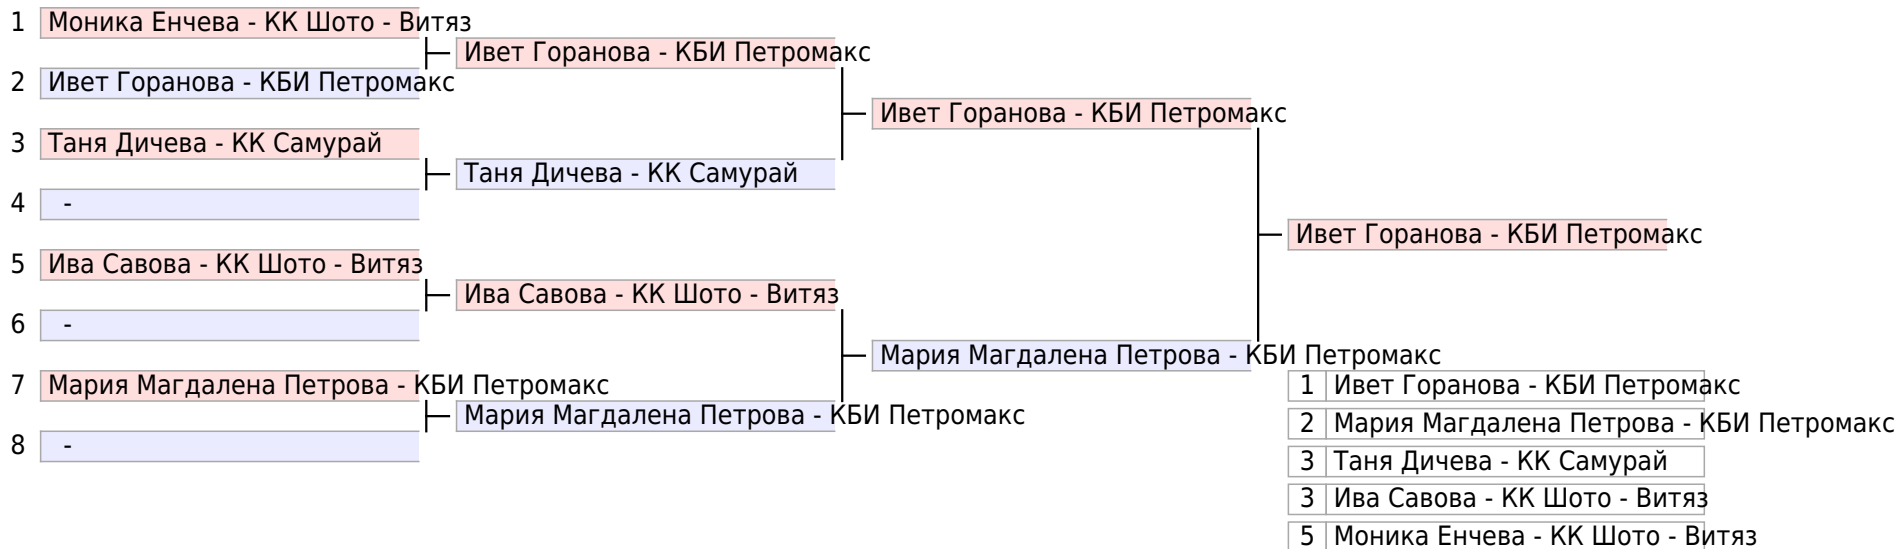 1 Моника Енчева - КК Шото - Витяз
Ивет Горанова - КБИ Петромакс
2 Ивет Горанова - КБИ Петромакс
Ивет Горанова - КБИ Петромакс
3 Таня Дичева - КК Самурай
Таня Дичева - КК Самурай
4 -
Ивет Горанова - КБИ Петромакс
5 Ива Савова - КК Шото - Витяз
Ива Савова - КК Шото - Витяз
6 -
Мария Магдалена Петрова - КБИ Петромакс
7 Мария Магдалена Петрова - КБИ Петромакс
Мария Магдалена Петрова - КБИ Петромакс
8 -
1 Ивет Горанова - КБИ Петромакс
2 Мария Магдалена Петрова - КБИ Петромакс
3 Таня Дичева - КК Самурай
3 Ива Савова - КК Шото - Витяз
5 Моника Енчева - КК Шото - Витяз